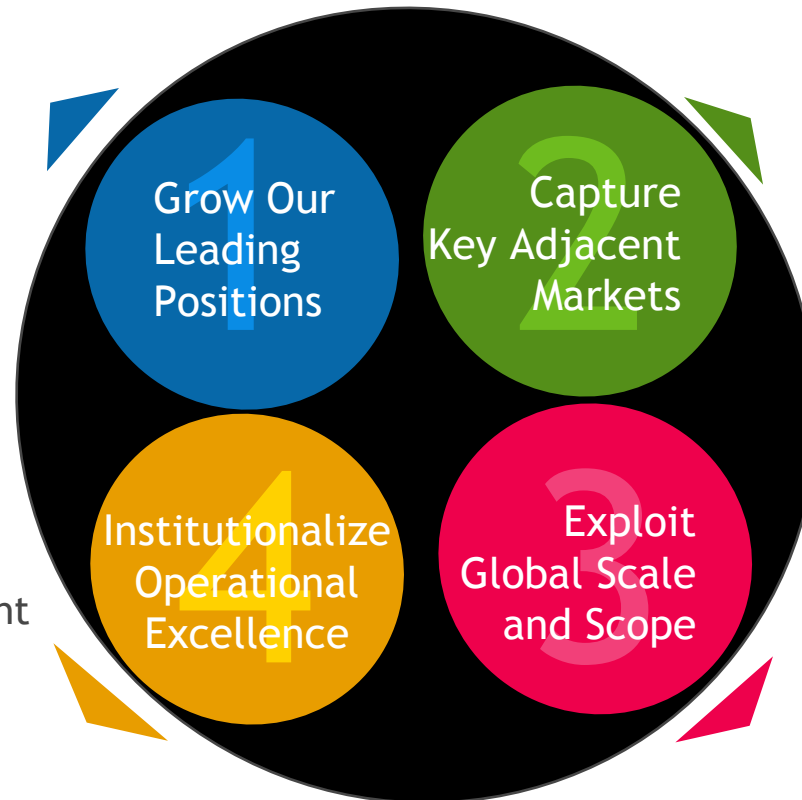 1
Grow Our
Leading
Positions
2
Capture
Key Adjacent
Markets
4
Institutionalize
Operational
Excellence
3
Exploit
Global Scale
and Scope
nt